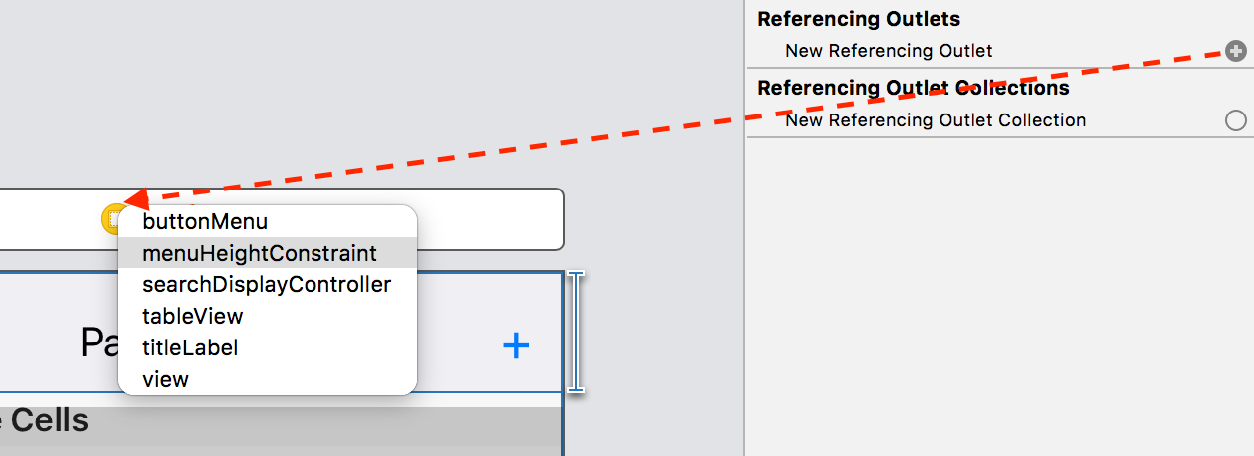 Referencing Outlets
New Referencing Outlet
Referencing Outlet Collections
New Referencing Outlet Collection
buttonMenu
menuHeightConstraint
searchDisplayController
tableView
titleLabel
view
Pa
+
e Cells